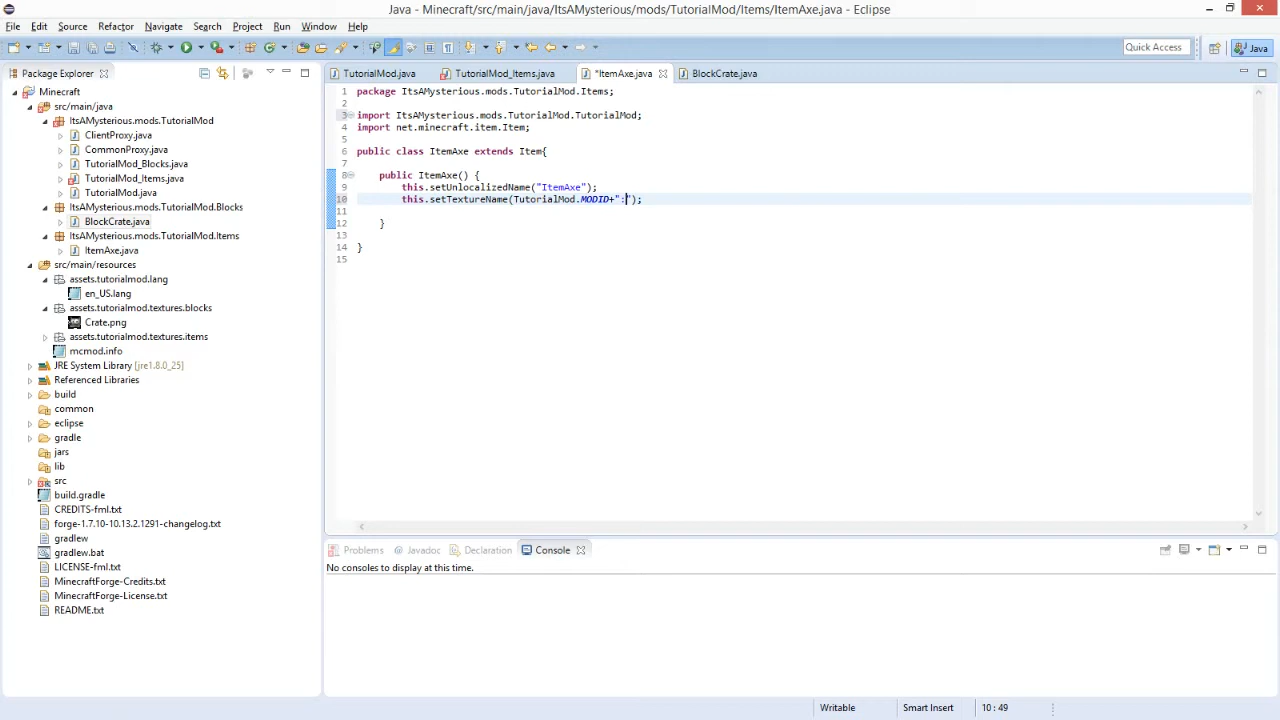 Java - Minecraft/src/main/java/ItsAMysterious/mods/TutorialMod/Items/ItemAxe.java - Eclipse
File Edit Source Refactor Navigate Search Project Run Window Help
Quick Access
Java
Package Explorer
Minecraft
src/main/java
ItsAMysterious.mods.TutorialMod
ClientProxy.java
CommonProxy.java
TutorialMod_Blocks.java
TutorialMod_Items.java
TutorialMod.java
ItsAMysterious.mods.TutorialMod.Blocks
BlockCrate.java
ItsAMysterious.mods.TutorialMod.Items
ItemAxe.java
src/main/resources
assets.tutorialmod.lang
en_US.lang
assets.tutorialmod.textures.blocks
Crate.png
assets.tutorialmod.textures.items
mcmod.info
JRE System Library [jre1.8.0_25]
Referenced Libraries
build
common
eclipse
gradle
jars
lib
src
build.gradle
CREDITS-fml.txt
forge-1.7.10-10.13.2.1291-changelog.txt
gradlew
gradlew.bat
LICENSE-fml.txt
MinecraftForge-Credits.txt
MinecraftForge-License.txt
README.txt
TutorialMod.java TutorialMod_Items.java *ItemAxe.java BlockCrate.java
1 package ItsAMysterious.mods.TutorialMod.Items;
2
3 import ItsAMysterious.mods.TutorialMod.TutorialMod;
4 import net.minecraft.item.Item;
5
6 public class ItemAxe extends Item{
7
8 public ItemAxe() {
9 this.setUnlocalizedName("ItemAxe");
10 this.setTextureName(TutorialMod.MODID+":");
11
12 }
13
14 }
15
Problems Javadoc Declaration Console
No consoles to display at this time.
Writable Smart Insert 10 : 49